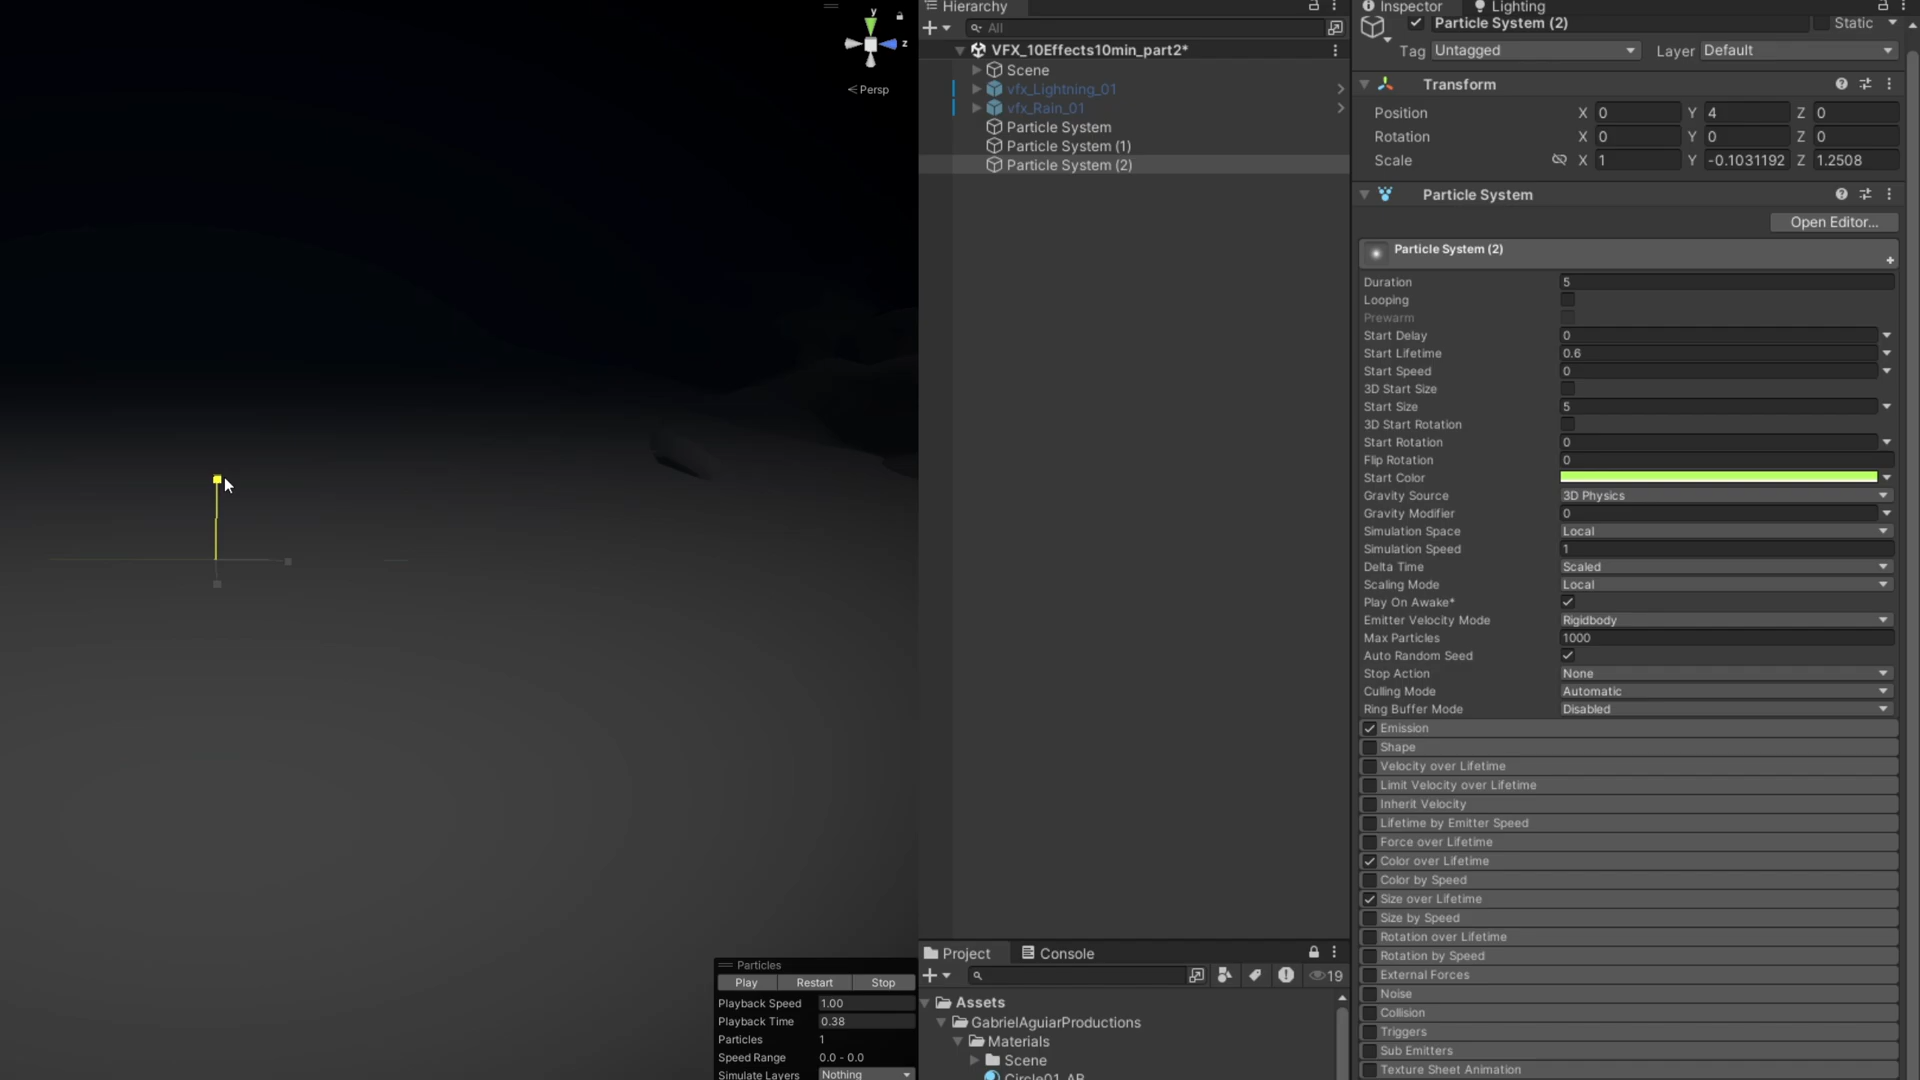 y
z
< Persp
Particles
Play Restart Stop
Playback Speed 1.00
Playback Time 0.38
Particles 1
Speed Range 0.0 - 0.0
Simulate Layers Nothing
Hierarchy
All
VFX_10Effects10min_part2*
Scene
vfx_Lightning_01
vfx_Rain_01
Particle System
Particle System (1)
Particle System (2)
Project Console
19
Assets
GabrielAguiarProductions
Materials
Scene
Circle01_AB
Inspector Lighting
Particle System (2) Static
Tag Untagged Layer Default
Transform
Position X 0 Y 4 Z 0
Rotation X 0 Y 0 Z 0
Scale X 1 Y -0.1031192 Z 1.2508
Particle System
Open Editor...
Particle System (2)
Duration 5
Looping
Prewarm
Start Delay 0
Start Lifetime 0.6
Start Speed 0
3D Start Size
Start Size 5
3D Start Rotation
Start Rotation 0
Flip Rotation 0
Start Color
Gravity Source 3D Physics
Gravity Modifier 0
Simulation Space Local
Simulation Speed 1
Delta Time Scaled
Scaling Mode Local
Play On Awake*
Emitter Velocity Mode Rigidbody
Max Particles 1000
Auto Random Seed
Stop Action None
Culling Mode Automatic
Ring Buffer Mode Disabled
Emission
Shape
Velocity over Lifetime
Limit Velocity over Lifetime
Inherit Velocity
Lifetime by Emitter Speed
Force over Lifetime
Color over Lifetime
Color by Speed
Size over Lifetime
Size by Speed
Rotation over Lifetime
Rotation by Speed
External Forces
Noise
Collision
Triggers
Sub Emitters
Texture Sheet Animation